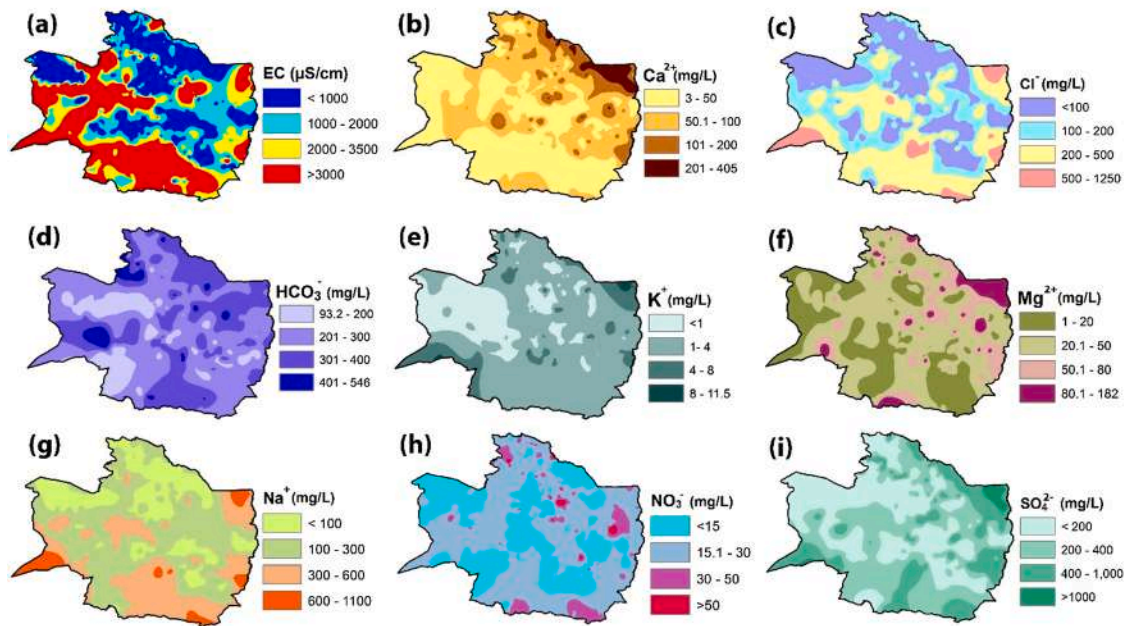 (a)
EC (µS/cm)
< 1000
1000 - 2000
2000 - 3500
>3000
(b)
Ca2+ (mg/L)
3 - 50
50.1 - 100
101 - 200
201 - 405
(c)
Cl- (mg/L)
<100
100 - 200
200 - 500
500 - 1250
(d)
HCO3- (mg/L)
93.2 - 200
201 - 300
301 - 400
401 - 546
(e)
K+ (mg/L)
<1
1- 4
4 - 8
8 - 11.5
(f)
Mg2+ (mg/L)
1 - 20
20.1 - 50
50.1 - 80
80.1 - 182
(g)
Na+ (mg/L)
< 100
100 - 300
300 - 600
600 - 1100
(h)
NO3- (mg/L)
<15
15.1 - 30
30 - 50
>50
(i)
SO42- (mg/L)
< 200
200 - 400
400 - 1,000
>1000